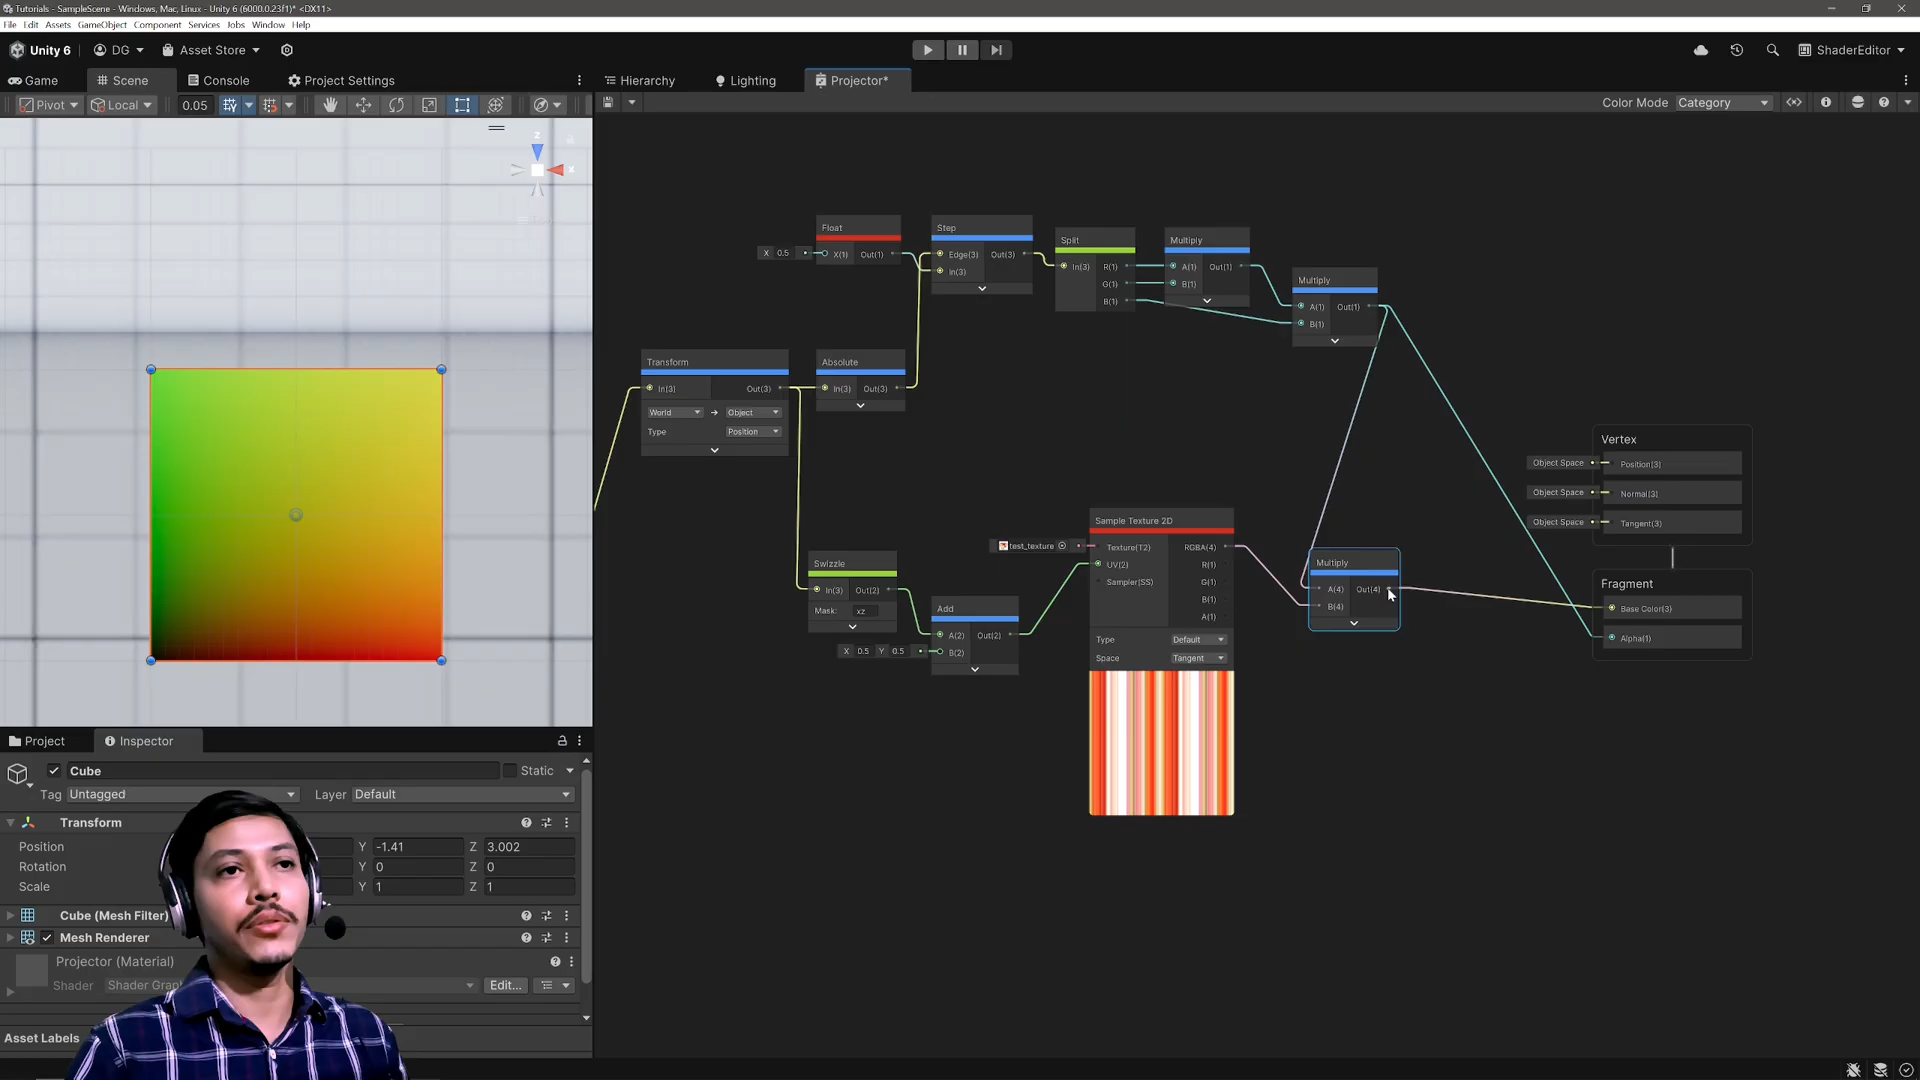 Tutorials - SampleScene - Windows, Mac, Linux - Unity 6 (6000.0.23f1)* <DX11>
File Edit Assets GameObject Component Services Jobs Window Help
Unity 6 DG Asset Store ShaderEditor
Game Scene Console Project Settings
Hierarchy Lighting Projector*
Pivot Local 0.05
Color Mode Category
Z
X
Float
X 0.5 X(1) Out(1)
Step
Edge(3) Out(3)
In(3)
Split
In(3) R(1)
G(1)
B(1)
Multiply
A(1) Out(1)
B(1)
Multiply
A(1) Out(1)
B(1)
Transform
In(3) Out(3)
World → Object
Type Position
Absolute
In(3) Out(3)
Swizzle
In(3) Out(2)
Mask: xz
Add
A(2) Out(2)
X 0.5 Y 0.5 B(2)
Sample Texture 2D
test_texture Texture(T2) RGBA(4)
UV(2) R(1)
Sampler(SS) G(1)
B(1)
A(1)
Type Default
Space Tangent
Multiply
A(4) Out(4)
B(4)
Vertex
Object Space Position(3)
Object Space Normal(3)
Object Space Tangent(3)
Fragment
Base Color(3)
Alpha(1)
Project Inspector
Cube Static
Tag Untagged Layer Default
Transform
Position Y -1.41 Z 3.002
Rotation Y 0 Z 0
Scale Y 1 Z 1
Cube (Mesh Filter)
Mesh Renderer
Projector (Material)
Shader Shader Grap Edit...
Asset Labels